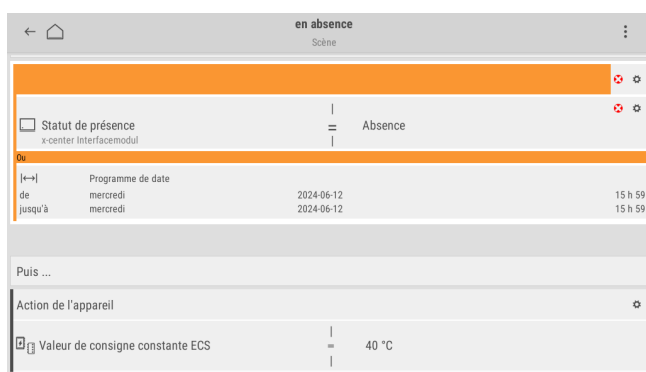 en absence
Scène
Statut de présence = Absence
x-center Interfacemodul
Ou
|↔| Programme de date
de mercredi 2024-06-12 15 h 59
jusqu'à mercredi 2024-06-12 15 h 59
Puis ...
Action de l'appareil
Valeur de consigne constante ECS = 40 °C